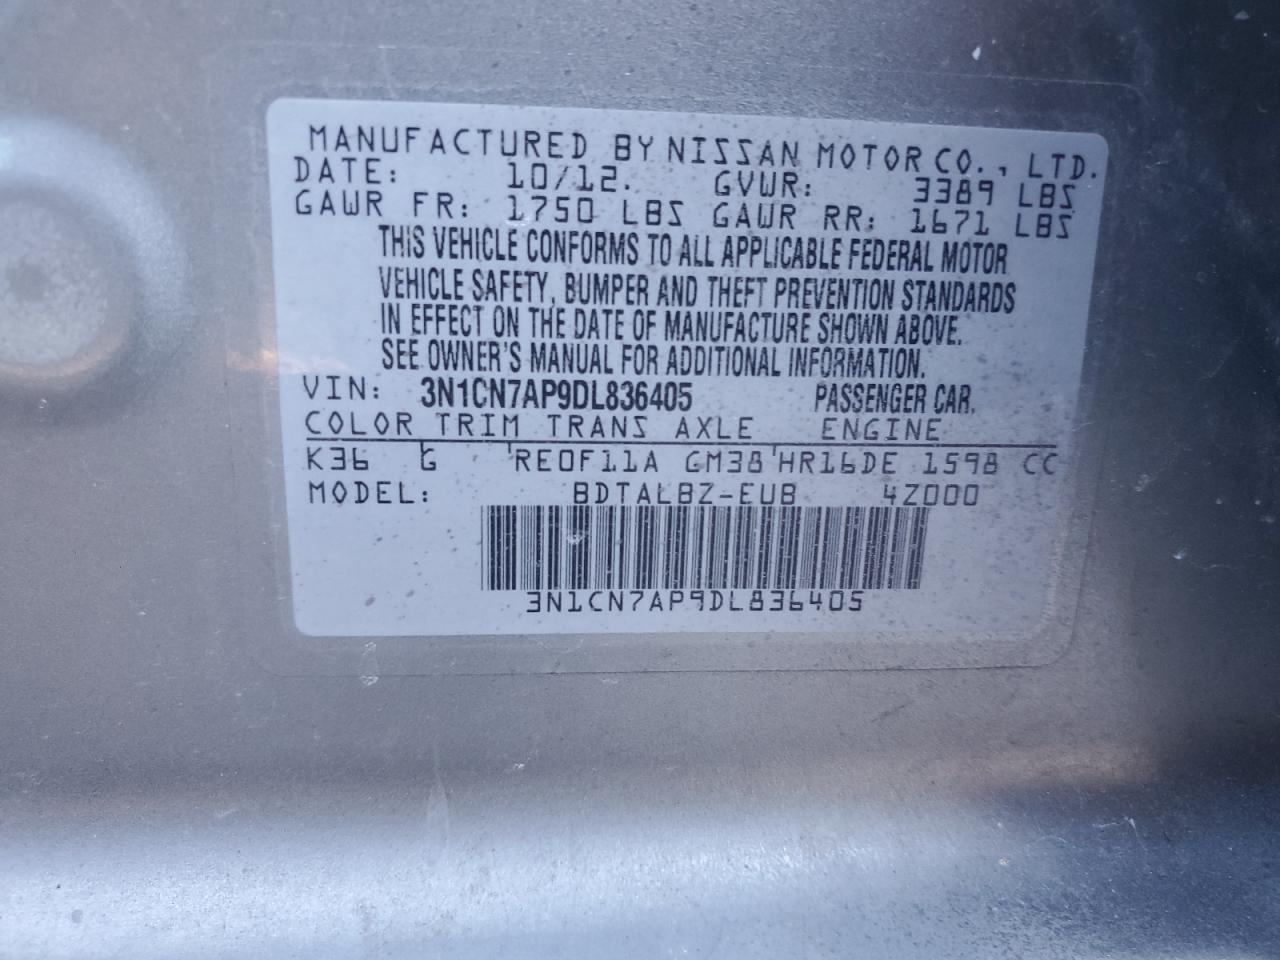 MANUFACTURED BY NISSAN MOTOR CO., LTD.
DATE: 10/12. GVWR: 3389 LBS
GAWR FR: 1750 LBS GAWR RR: 1671 LBS
THIS VEHICLE CONFORMS TO ALL APPLICABLE FEDERAL MOTOR
VEHICLE SAFETY, BUMPER AND THEFT PREVENTION STANDARDS
IN EFFECT ON THE DATE OF MANUFACTURE SHOWN ABOVE.
SEE OWNER'S MANUAL FOR ADDITIONAL INFORMATION.
VIN: 3N1CN7AP9DL836405 PASSENGER CAR.
COLOR TRIM TRANS AXLE ENGINE
K36 G RE0F11A GM38 HR16DE 1598 CC
MODEL: BDTALBZ-EUB 4Z000
3N1CN7AP9DL836405